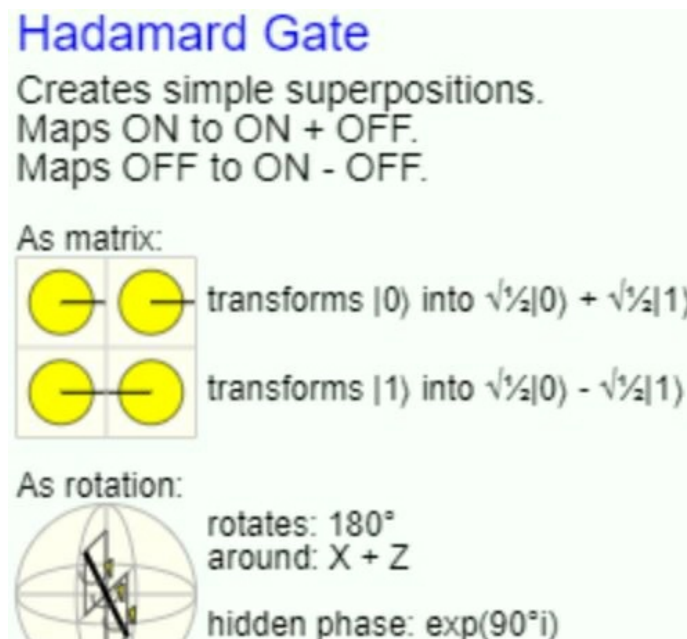 Hadamard Gate
Creates simple superpositions.
Maps ON to ON + OFF.
Maps OFF to ON - OFF.
As matrix:
transforms |0⟩ into √½|0⟩ + √½|1⟩
transforms |1⟩ into √½|0⟩ - √½|1⟩
As rotation:
rotates: 180°
around: X + Z
hidden phase: exp(90°i)